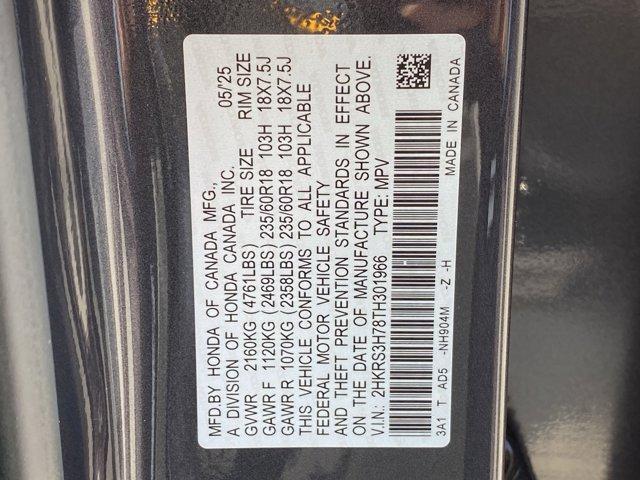 MFD.BY HONDA OF CANADA MFG., 05/'25
A DIVISION OF HONDA CANADA INC.
GVWR 2160KG (4761LBS) TIRE SIZE RIM SIZE
GAWR F 1120KG (2469LBS) 235/60R18 103H 18X7.5J
GAWR R 1070KG (2358LBS) 235/60R18 103H 18X7.5J
THIS VEHICLE CONFORMS TO ALL APPLICABLE
FEDERAL MOTOR VEHICLE SAFETY
AND THEFT PREVENTION STANDARDS IN EFFECT
ON THE DATE OF MANUFACTURE SHOWN ABOVE.
V.I.N.: 2HKRS3H78TH301966 TYPE: MPV
3A1 T AD5 -NH904M -Z -H MADE IN CANADA